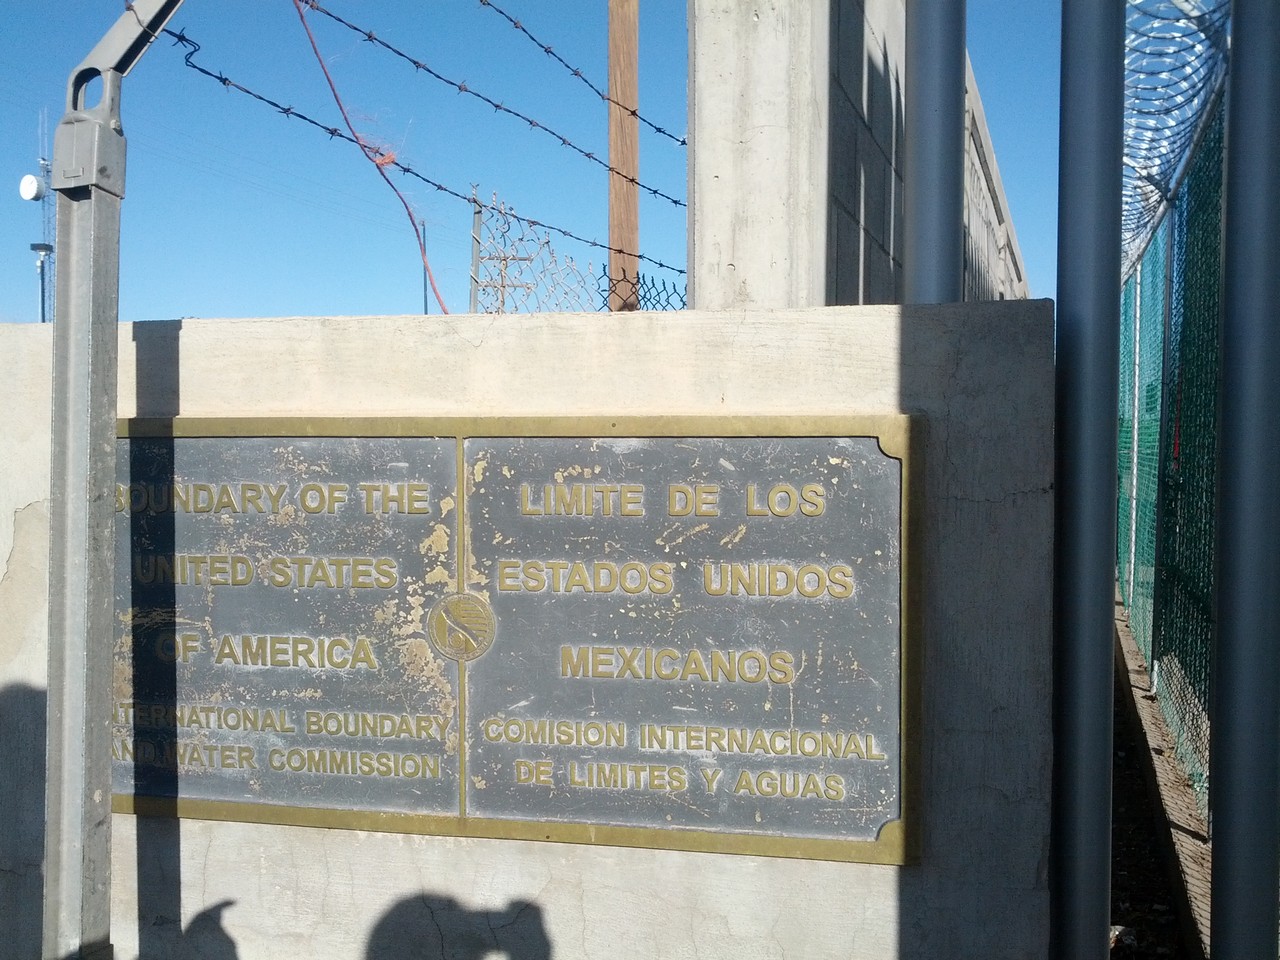 BOUNDARY OF THE
UNITED STATES
OF AMERICA
INTERNATIONAL BOUNDARY
AND WATER COMMISSION
LIMITE DE LOS
ESTADOS UNIDOS
MEXICANOS
COMISION INTERNACIONAL
DE LIMITES Y AGUAS